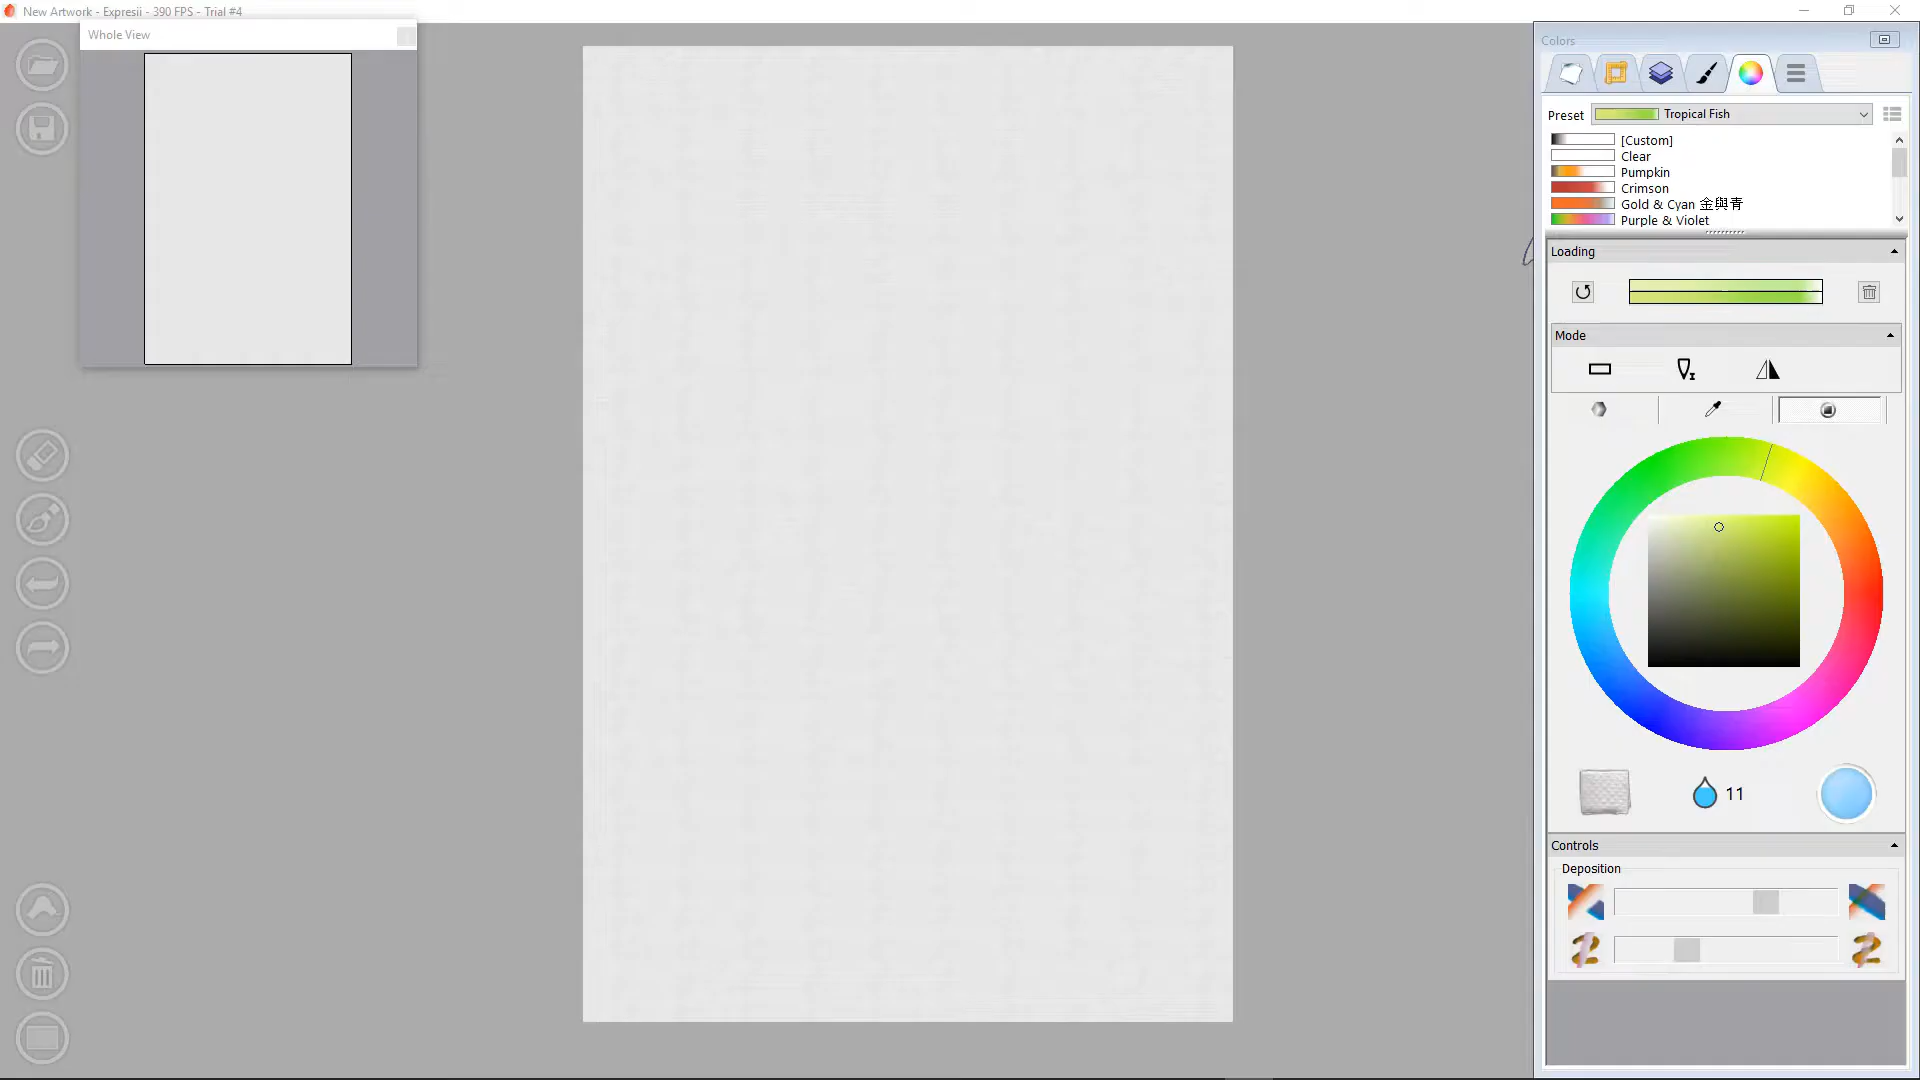 New Artwork - Expresii - 390 FPS - Trial #4
Whole View
Colors
Preset
Tropical Fish
[Custom]
Clear
Pumpkin
Crimson
Gold & Cyan 金與青
Purple & Violet
Loading
Mode
11
Controls
Deposition